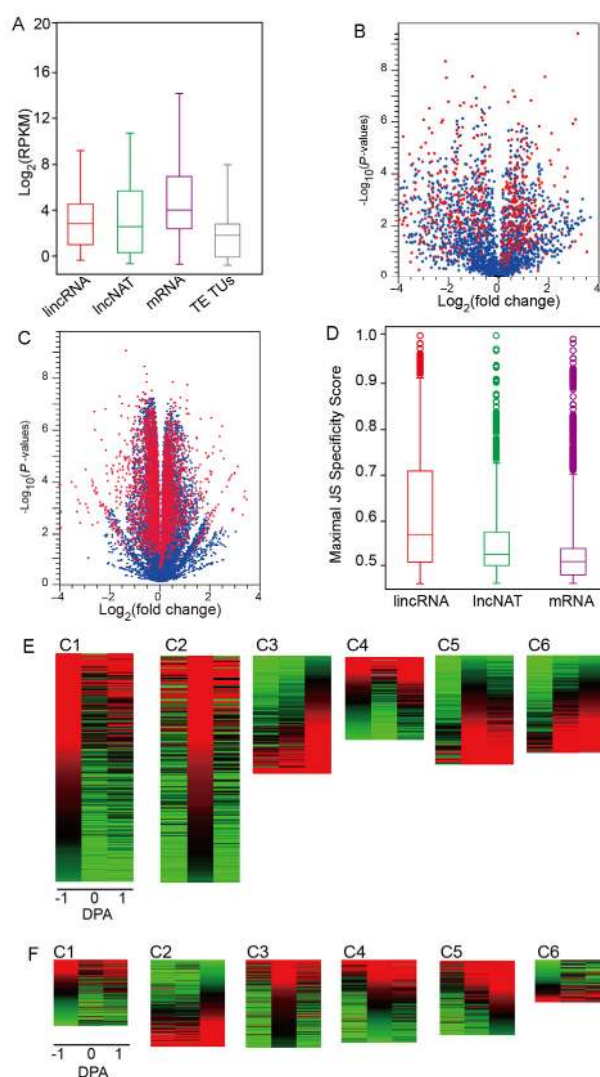 A
Log2(RPKM)
20
16
12
8
4
0
lincRNA
lncNAT
mRNA
TE TUs
B
-Log10(P-values)
8
6
4
2
0
-4
-2
0
2
4
Log2(fold change)
C
-Log10(P-values)
8
6
4
2
0
-4
-2
0
2
4
Log2(fold change)
D
Maximal JS Specificity Score
1.0
0.9
0.8
0.7
0.6
0.5
lincRNA
lncNAT
mRNA
E
C1
C2
C3
C4
C5
C6
-1 0 1
DPA
F
C1
C2
C3
C4
C5
C6
-1 0 1
DPA